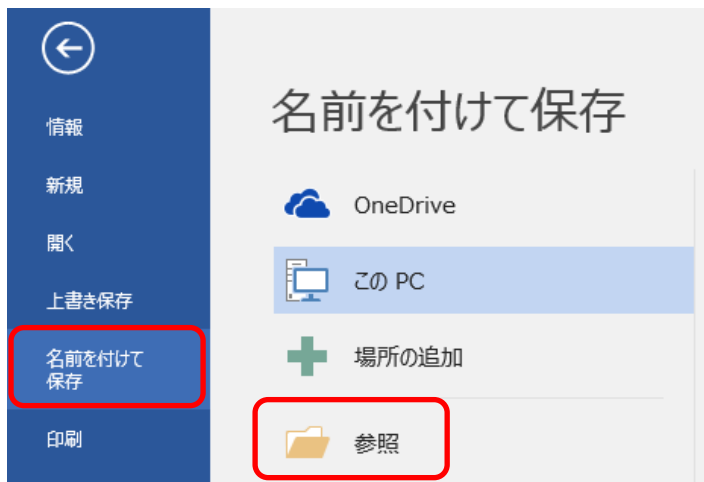 情報
新規
開く
上書き保存
名前を付けて
保存
印刷
名前を付けて保存
OneDrive
この PC
場所の追加
参照